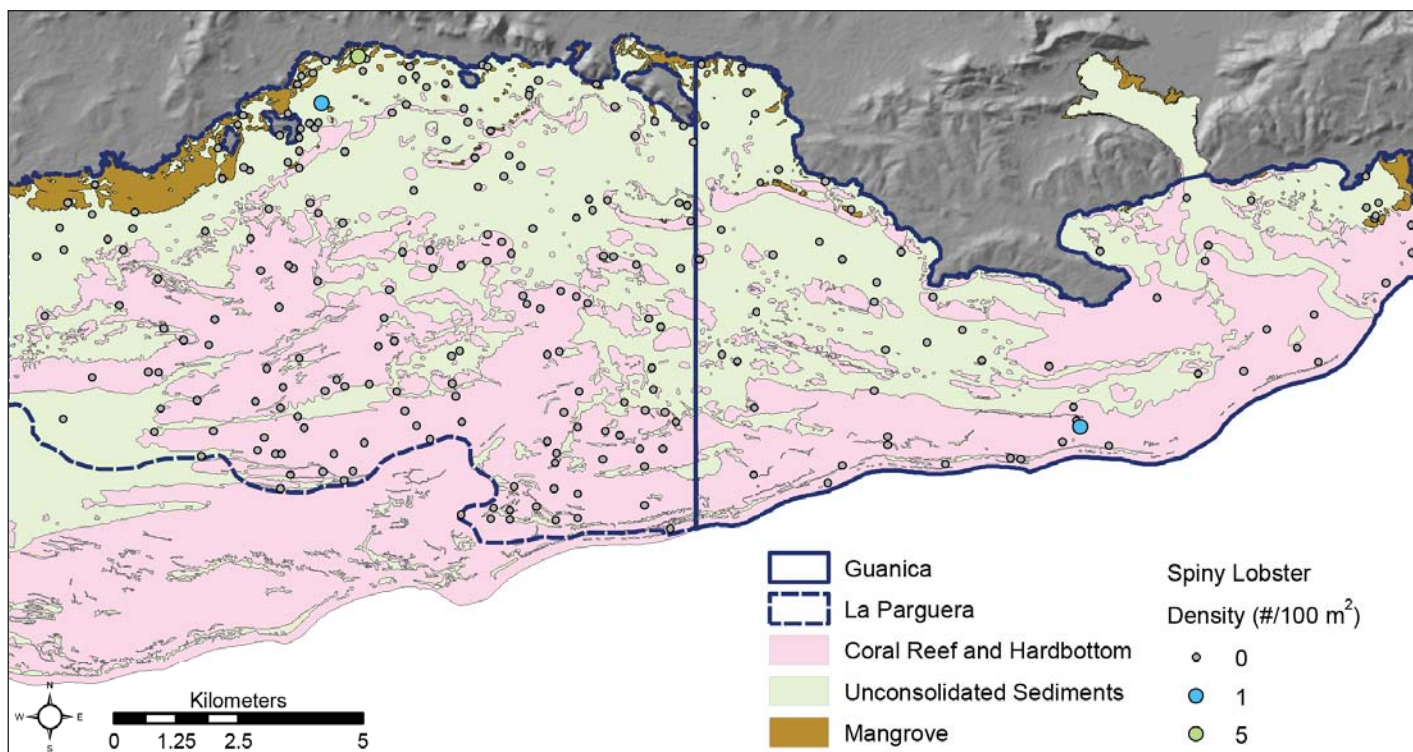 Guanica
La Parguera
Coral Reef and Hardbottom
Unconsolidated Sediments
Mangrove
Spiny Lobster
Density (#/100 m²)
0
1
5
N
W E
S
Kilometers
0 1.25 2.5 5